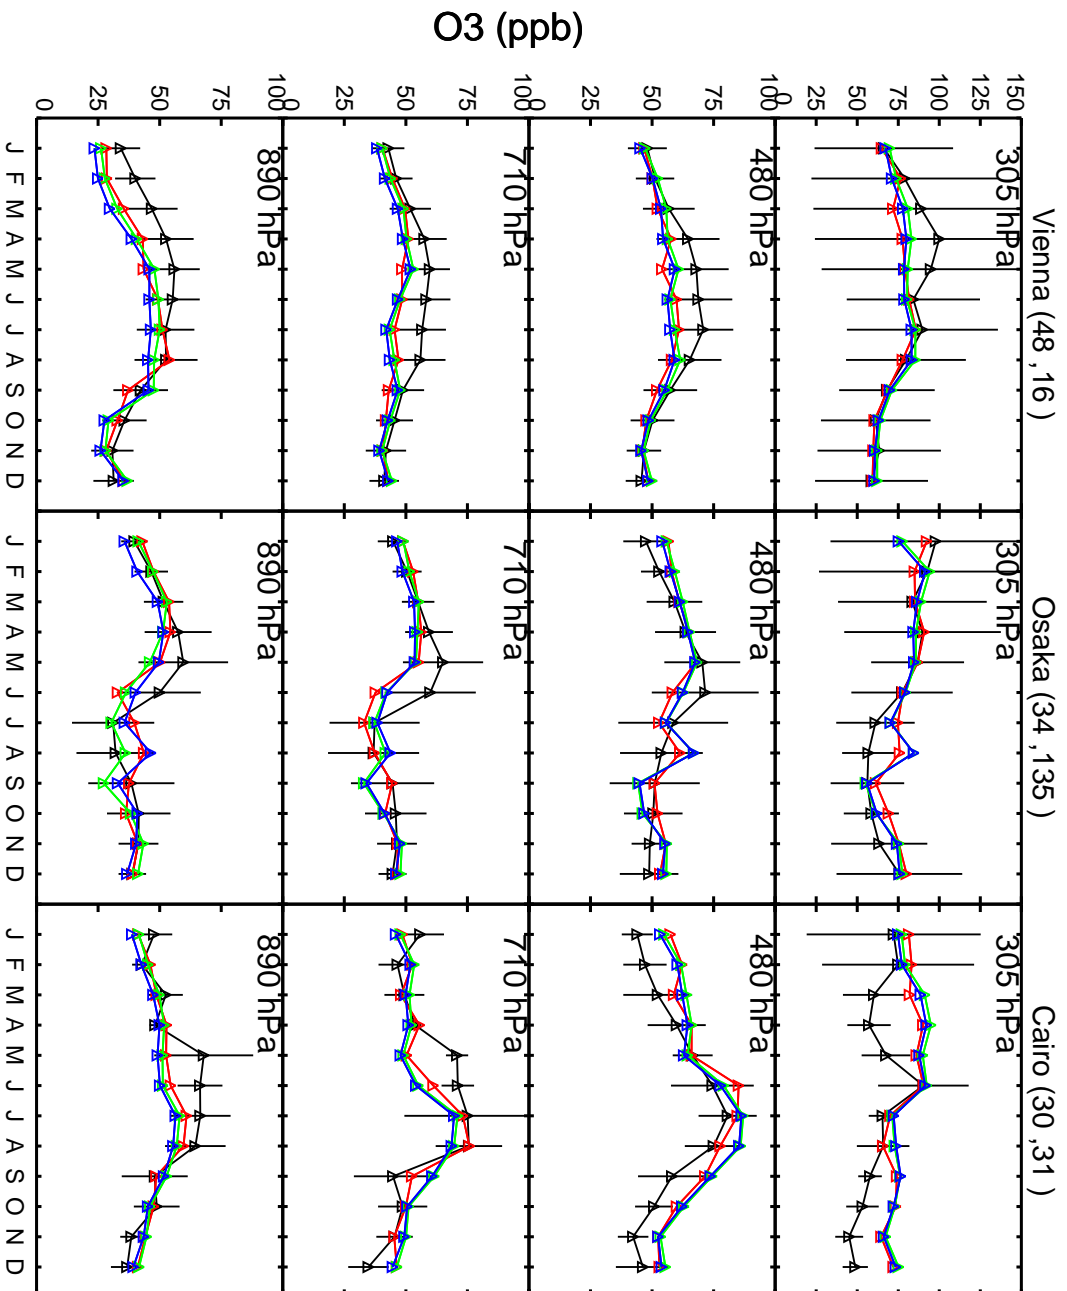 O3 (ppb)
0 25 50 75 100
0 25 50 75 100
0 25 50 75 100
0 25 50 75 100 125 150
Vienna (48 ,16 )
305 hPa
480 hPa
710 hPa
890 hPa
J F M A M J J A S O N D
Osaka (34 ,135 )
305 hPa
480 hPa
710 hPa
890 hPa
J F M A M J J A S O N D
Cairo (30 ,31 )
305 hPa
480 hPa
710 hPa
890 hPa
J F M A M J J A S O N D